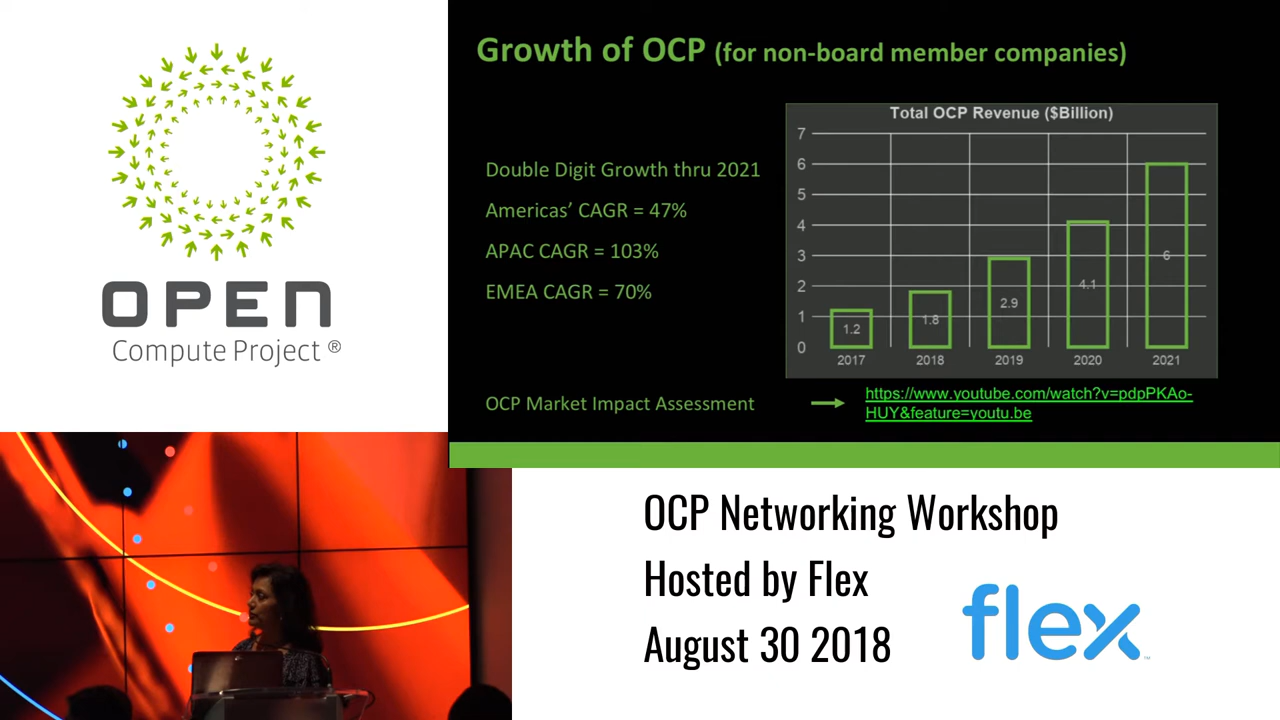 OPEN
Compute Project ®
Growth of OCP (for non-board member companies)
Double Digit Growth thru 2021
Americas’ CAGR = 47%
APAC CAGR = 103%
EMEA CAGR = 70%
Total OCP Revenue ($Billion)
7
6
5
4
3
2
1
0
1.2
1.8
2.9
4.1
6
2017 2018 2019 2020 2021
OCP Market Impact Assessment
https://www.youtube.com/watch?v=pdpPKAo-
HUY&feature=youtu.be
OCP Networking Workshop
Hosted by Flex
August 30 2018
flex
TM